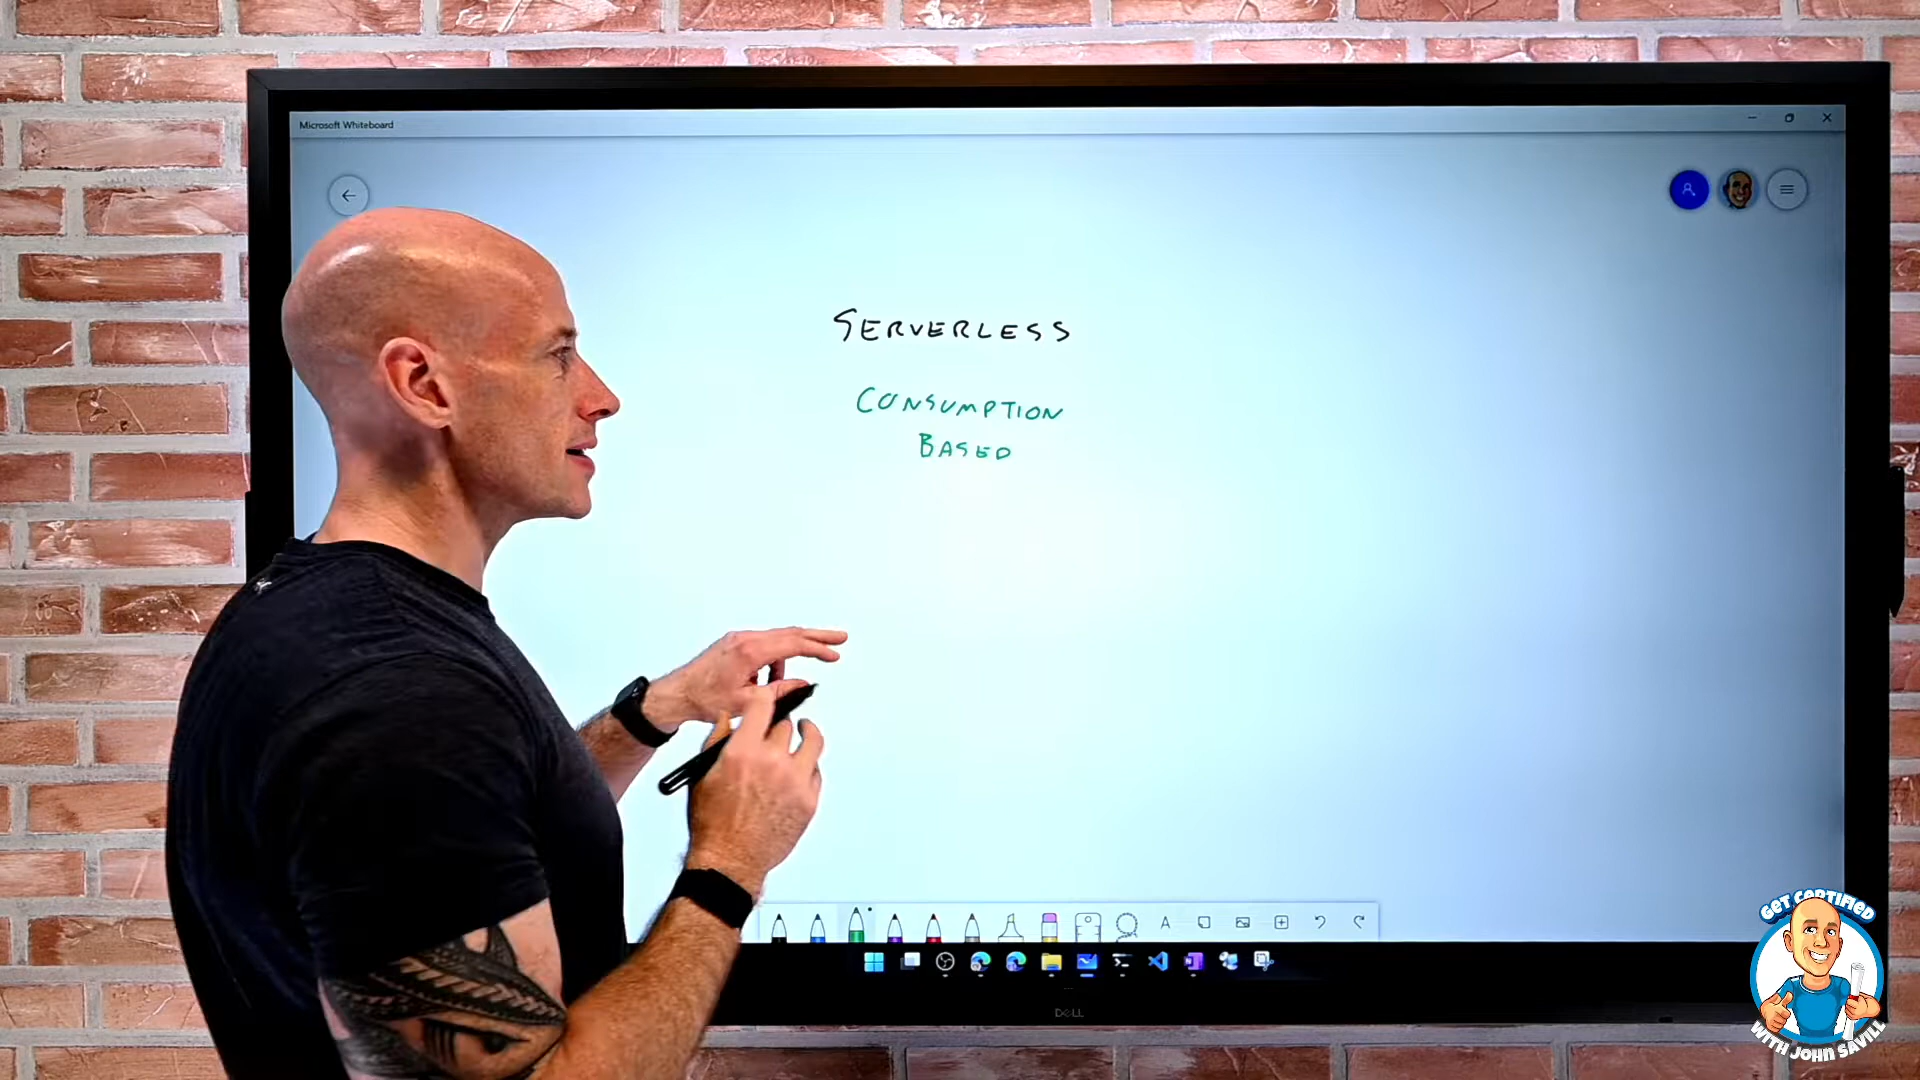 Microsoft Whiteboard
SERVERLESS
CONSUMPTION
BASED
DELL
GET CERTIFIED
WITH JOHN SAVILL